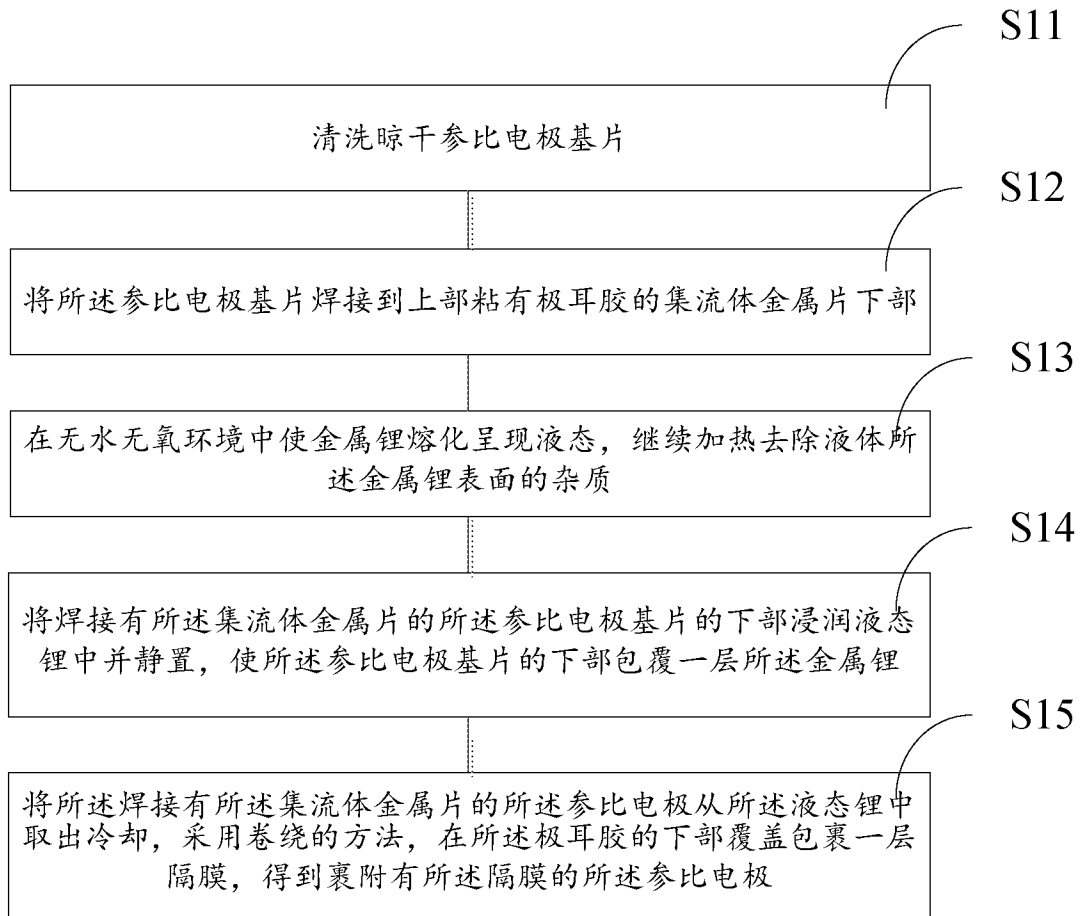 S11
清洗晾干参比电极基片
S12
将所述参比电极基片焊接到上部粘有极耳胶的集流体金属片下部
S13
在无水无氧环境中使金属锂熔化呈现液态，继续加热去除液体所
述金属锂表面的杂质
S14
将焊接有所述集流体金属片的所述参比电极基片的下部浸润液态
锂中并静置，使所述参比电极基片的下部包覆一层所述金属锂
S15
将所述焊接有所述集流体金属片的所述参比电极从所述液态锂中
取出冷却，采用卷绕的方法，在所述极耳胶的下部覆盖包裹一层
隔膜，得到裹附有所述隔膜的所述参比电极